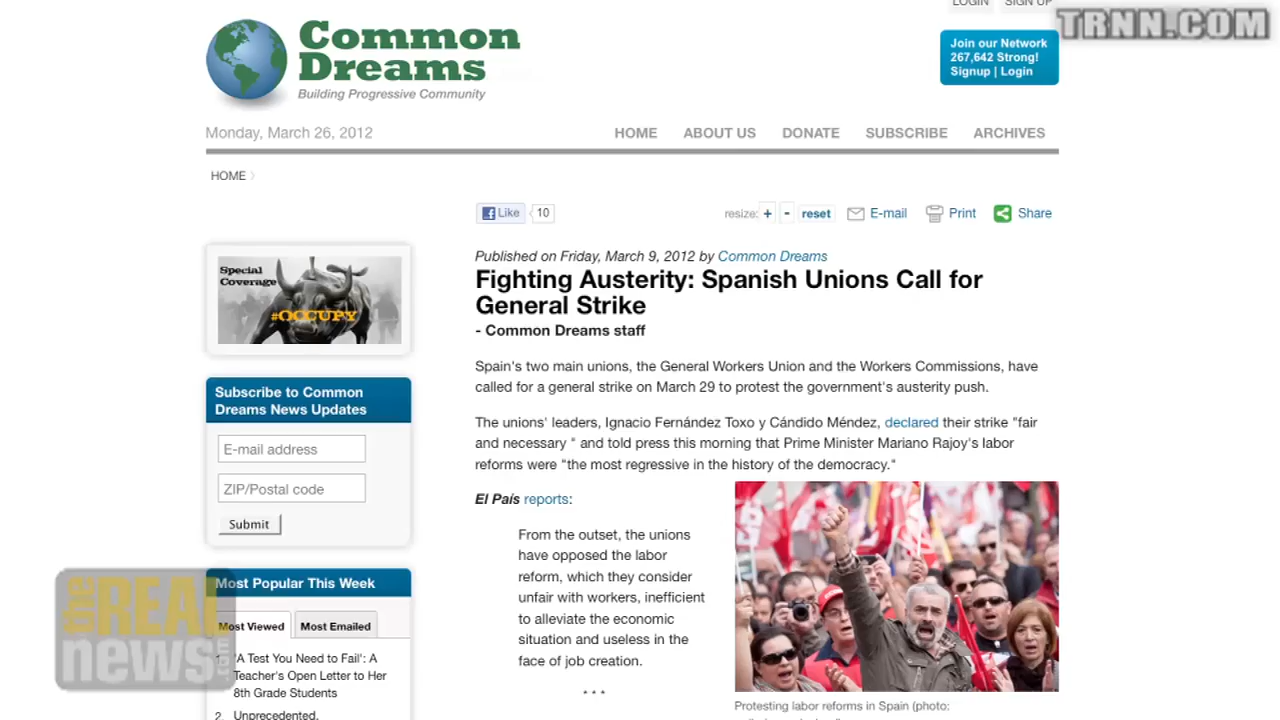 LOGIN SIGN UP
TRNN.COM
Common
Dreams
Building Progressive Community
Join our Network
267,642 Strong!
Signup | Login
Monday, March 26, 2012
HOME ABOUT US DONATE SUBSCRIBE ARCHIVES
HOME
Like 10
resize: + - reset E-mail Print Share
Special
Coverage
#OCCUPY
Published on Friday, March 9, 2012 by Common Dreams
Fighting Austerity: Spanish Unions Call for
General Strike
- Common Dreams staff
Spain's two main unions, the General Workers Union and the Workers Commissions, have
called for a general strike on March 29 to protest the government's austerity push.
The unions' leaders, Ignacio Fernández Toxo y Cándido Méndez, declared their strike "fair
and necessary " and told press this morning that Prime Minister Mariano Rajoy's labor
reforms were "the most regressive in the history of the democracy."
El País reports:
From the outset, the unions
have opposed the labor
reform, which they consider
unfair with workers, inefficient
to alleviate the economic
situation and useless in the
face of job creation.
* * *
Protesting labor reforms in Spain (photo:
Subscribe to Common
Dreams News Updates
E-mail address
ZIP/Postal code
Submit
Most Popular This Week
Most Viewed Most Emailed
'A Test You Need to Fail': A
Teacher's Open Letter to Her
8th Grade Students
2. Unprecedented,
the REAL
news.com